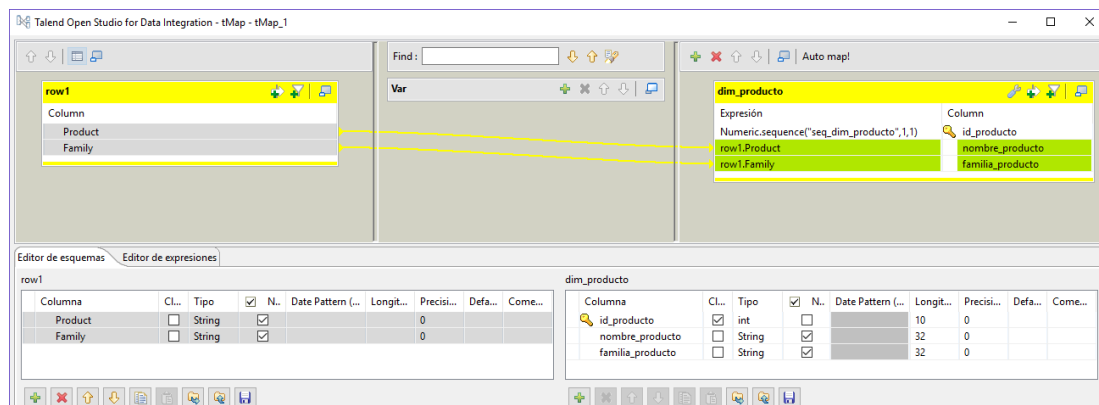 Talend Open Studio for Data Integration - tMap - tMap_1
Find :
Auto map!
row1
Column
Product
Family
Var
dim_producto
Expresión Column
Numeric.sequence("seq_dim_producto",1,1) id_producto
row1.Product nombre_producto
row1.Family familia_producto
Editor de esquemas Editor de expresiones
row1
Columna Cl... Tipo N.. Date Pattern (... Longit... Precisi... Defa... Come...
Product String 0
Family String 0
dim_producto
Columna Cl... Tipo N.. Date Pattern (... Longit... Precisi... Defa... Come...
id_producto int 10 0
nombre_producto String 32 0
familia_producto String 32 0